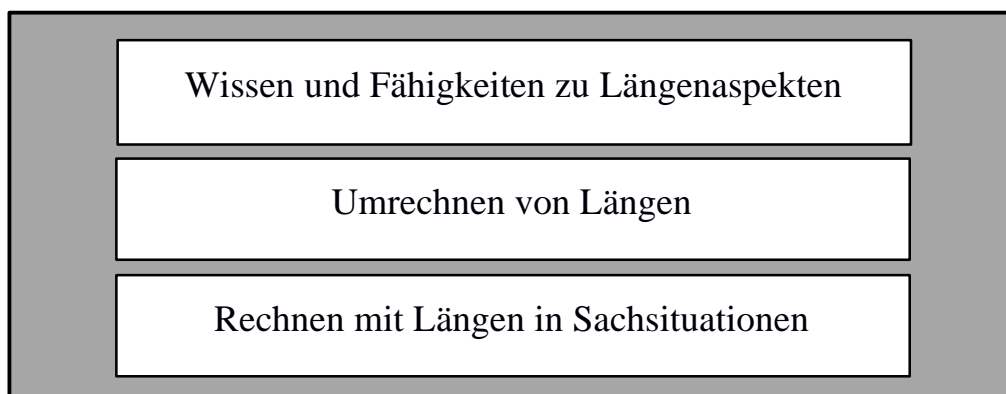 Wissen und Fähigkeiten zu Längenaspekten
Umrechnen von Längen
Rechnen mit Längen in Sachsituationen